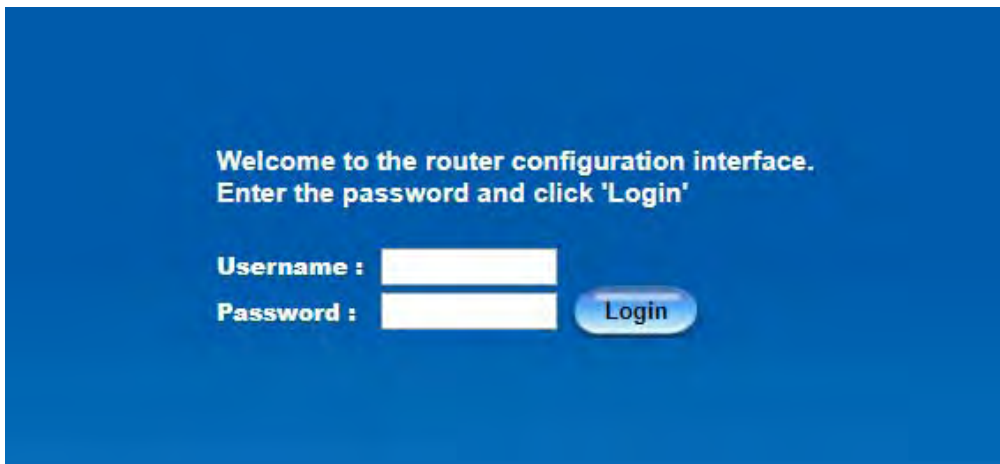 Welcome to the router configuration interface.
Enter the password and click 'Login'
Username :
Password :
Login